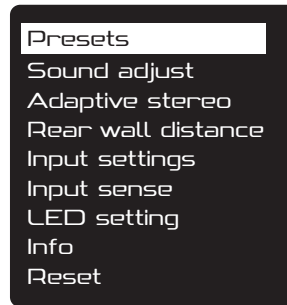 Presets
Sound adjust
Adaptive stereo
Rear wall distance
Input settings
Input sense
LED setting
Info
Reset